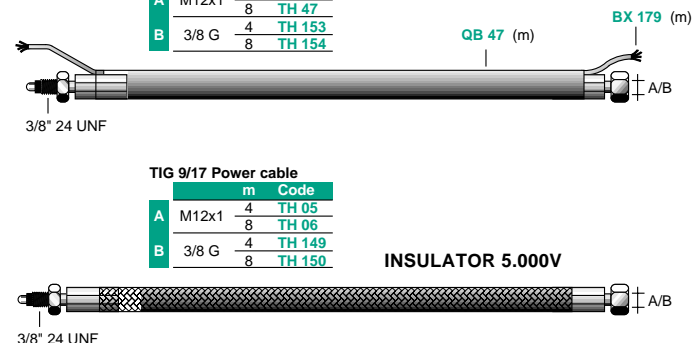 A M12x1
8 TH 47
B 3/8 G 4 TH 153
8 TH 154
QB 47 (m)
BX 179 (m)
A/B
3/8" 24 UNF
TIG 9/17 Power cable
m Code
A M12x1 4 TH 05
8 TH 06
B 3/8 G 4 TH 149
8 TH 150
INSULATOR 5.000V
A/B
3/8" 24 UNF